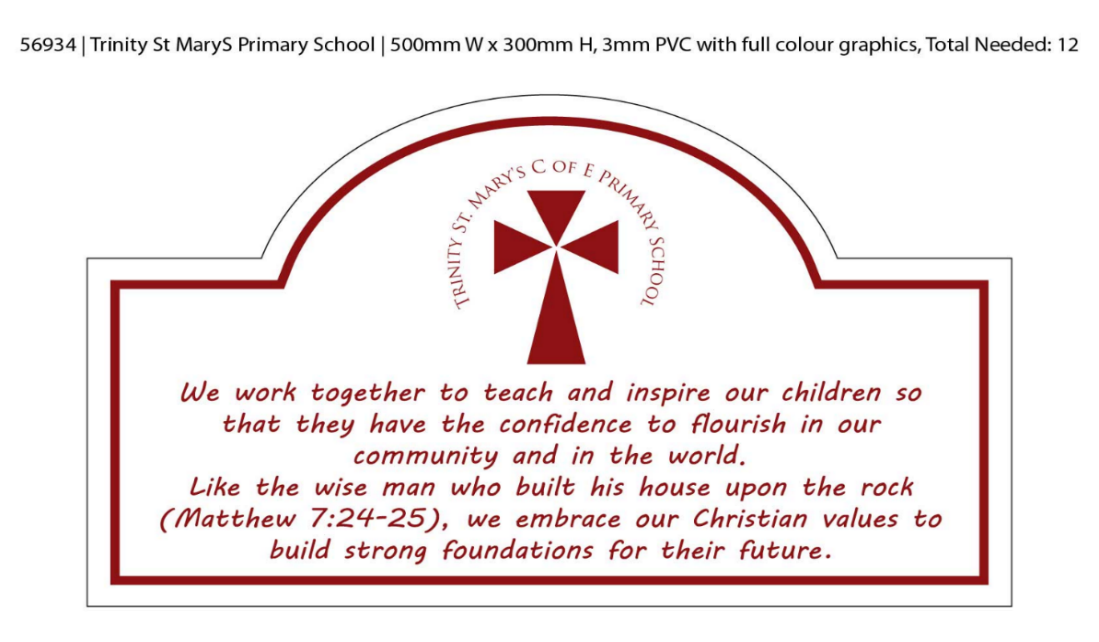 56934 | Trinity St MaryS Primary School | 500mm W x 300mm H, 3mm PVC with full colour graphics, Total Needed: 12
TRINITY ST. MARY'S C OF E PRIMARY SCHOOL
We work together to teach and inspire our children so
that they have the confidence to flourish in our
community and in the world.
Like the wise man who built his house upon the rock
(Matthew 7:24-25), we embrace our Christian values to
build strong foundations for their future.